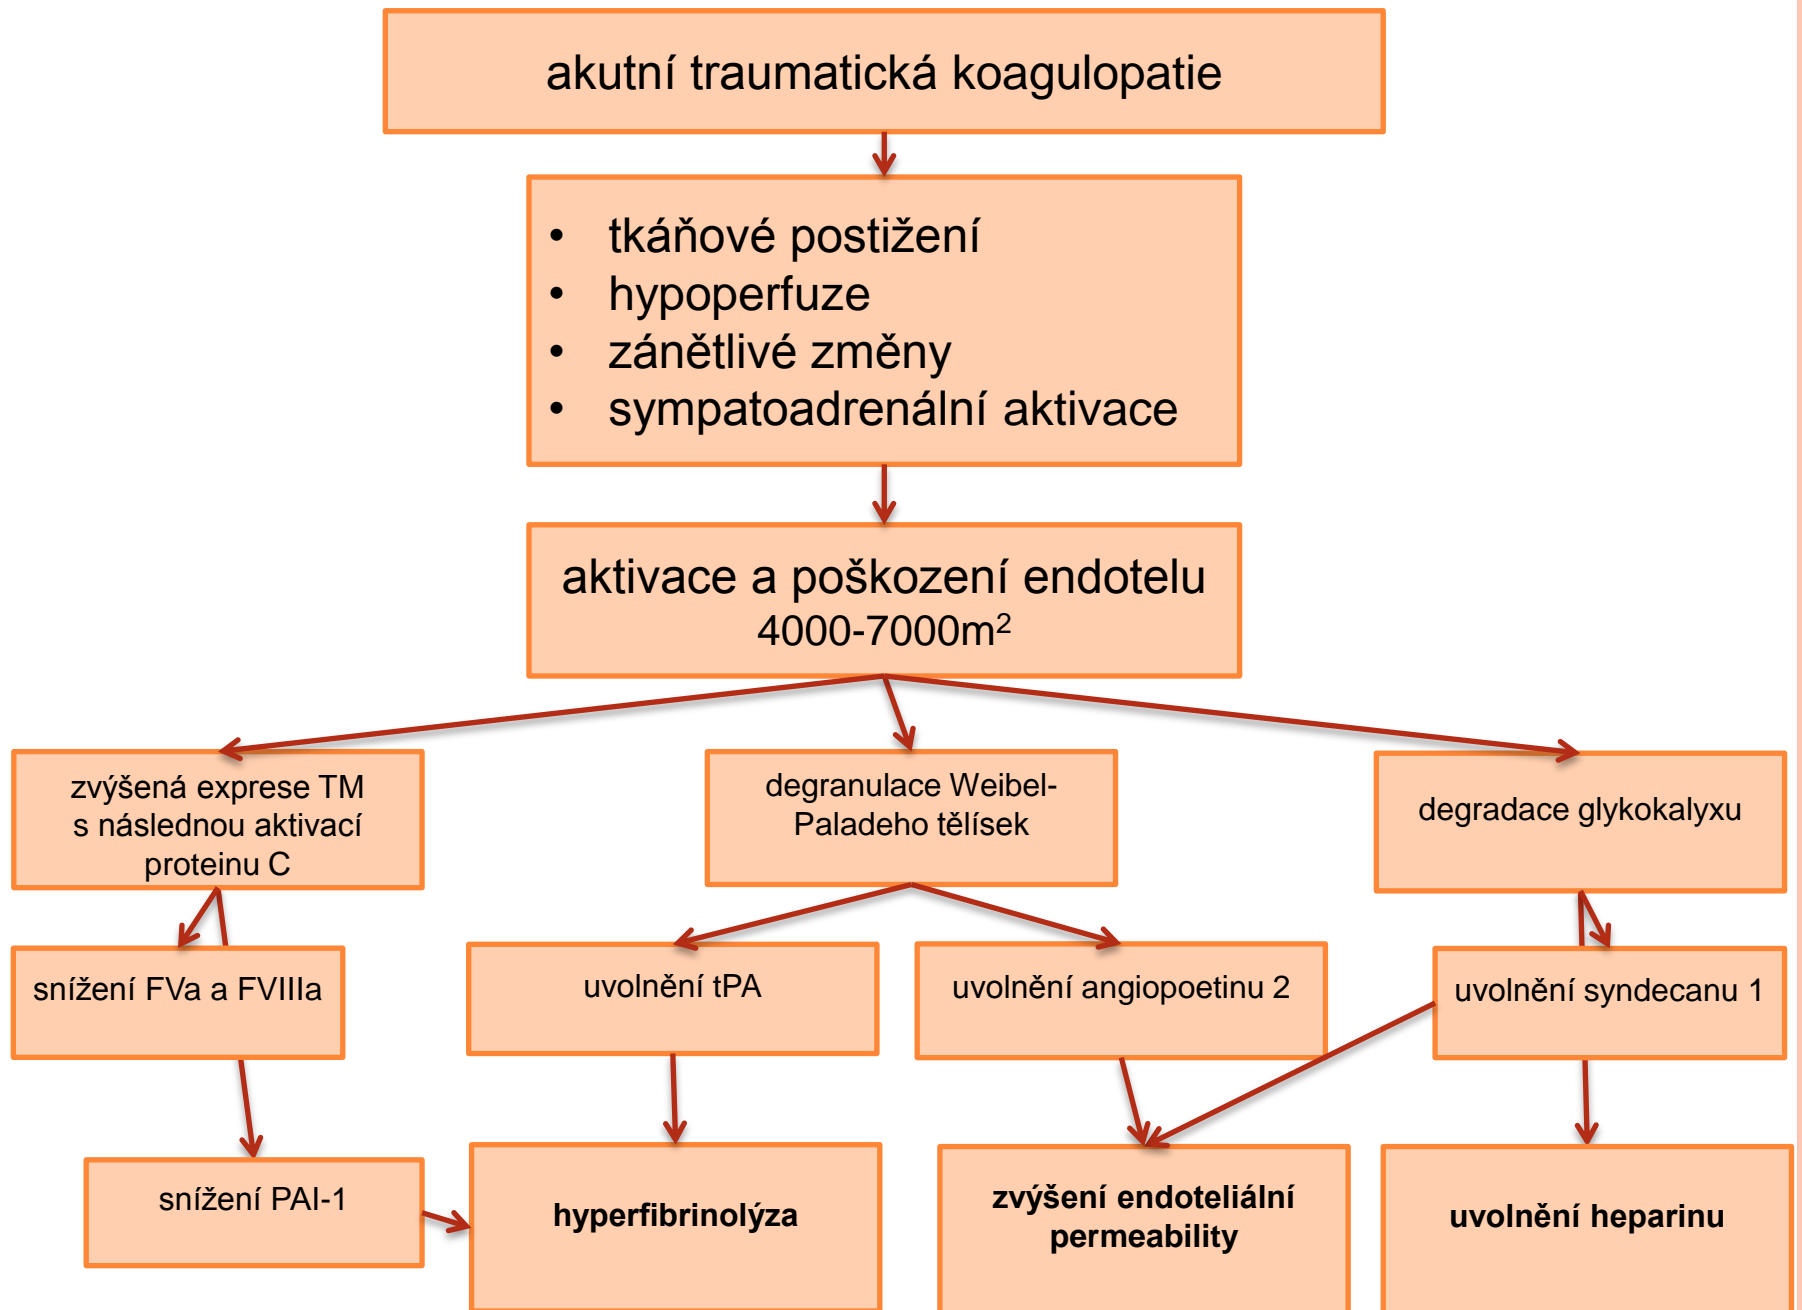 akutní traumatická koagulopatie
• tkáňové postižení
• hypoperfuze
• zánětlivé změny
• sympatoadrenální aktivace
aktivace a poškození endotelu
4000-7000m²
zvýšená exprese TM
s následnou aktivací
proteinu C
degranulace Weibel-
Paladeho tělísek
degradace glykokalyxu
snížení FVa a FVIIIa
uvolnění tPA
uvolnění angiopoetinu 2
uvolnění syndecanu 1
snížení PAI-1
hyperfibrinolýza
zvýšení endoteliální
permeability
uvolnění heparinu